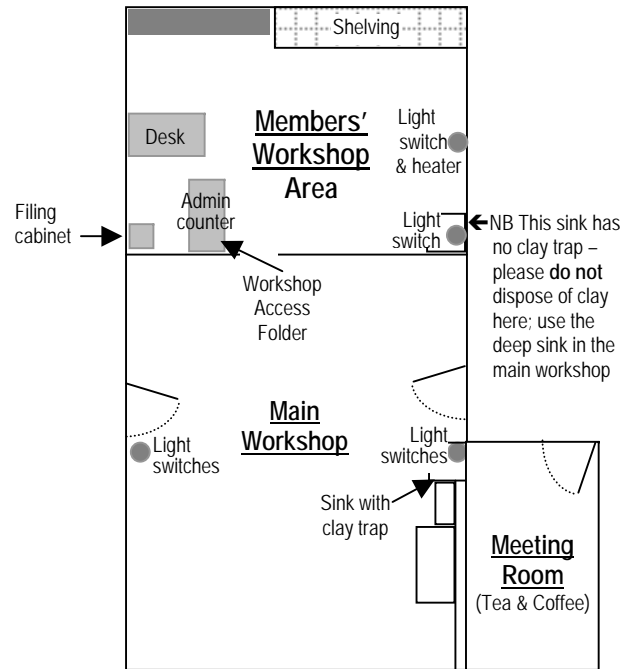 Shelving
Desk
Members'
Workshop
Area
Light
switch
& heater
Filing
cabinet
Admin
counter
Light
switch
NB This sink has
no clay trap –
please do not
dispose of clay
here; use the
deep sink in the
main workshop
Workshop
Access
Folder
Main
Workshop
Light
switches
Light
switches
Sink with
clay trap
Meeting
Room
(Tea & Coffee)